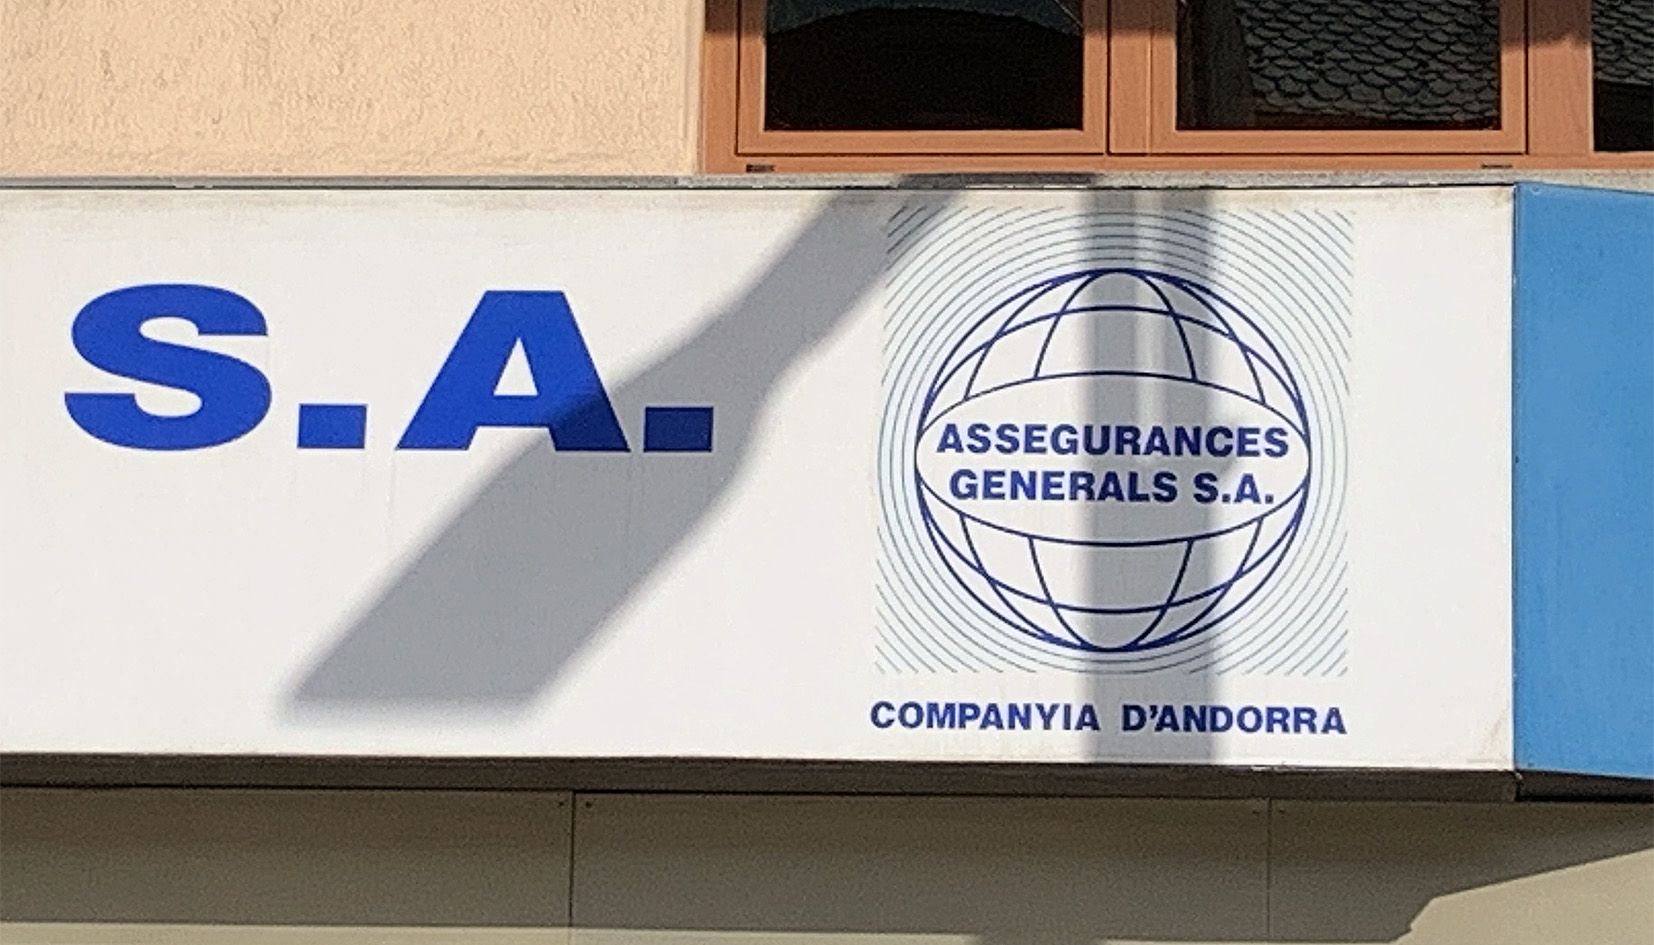 S.A.
ASSEGURANCES
GENERALS S.A.
COMPANYIA D'ANDORRA